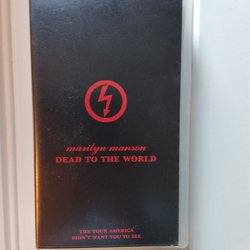 marilyn manson
DEAD TO THE WORLD
THE TOUR AMERICA
DIDN'T WANT YOU TO SEE